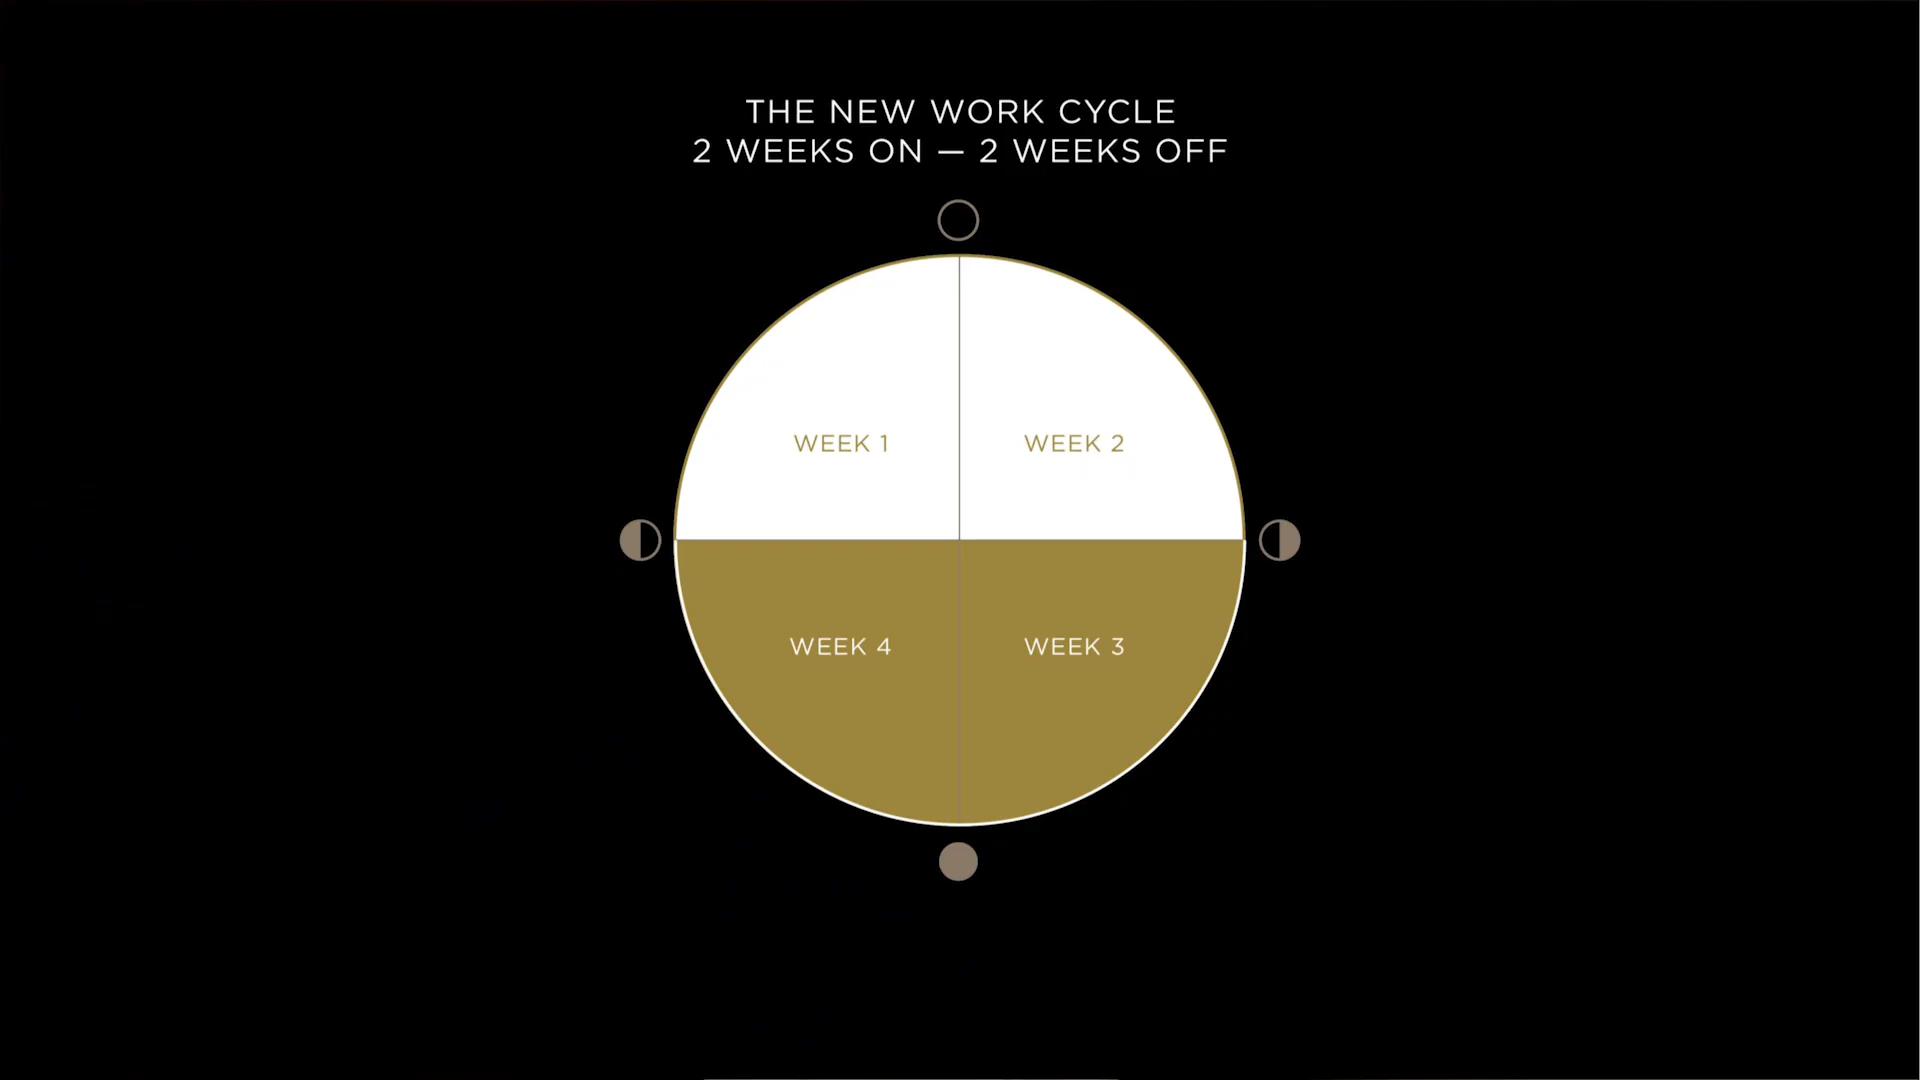 THE NEW WORK CYCLE
2 WEEKS ON — 2 WEEKS OFF
WEEK 1
WEEK 2
WEEK 4
WEEK 3